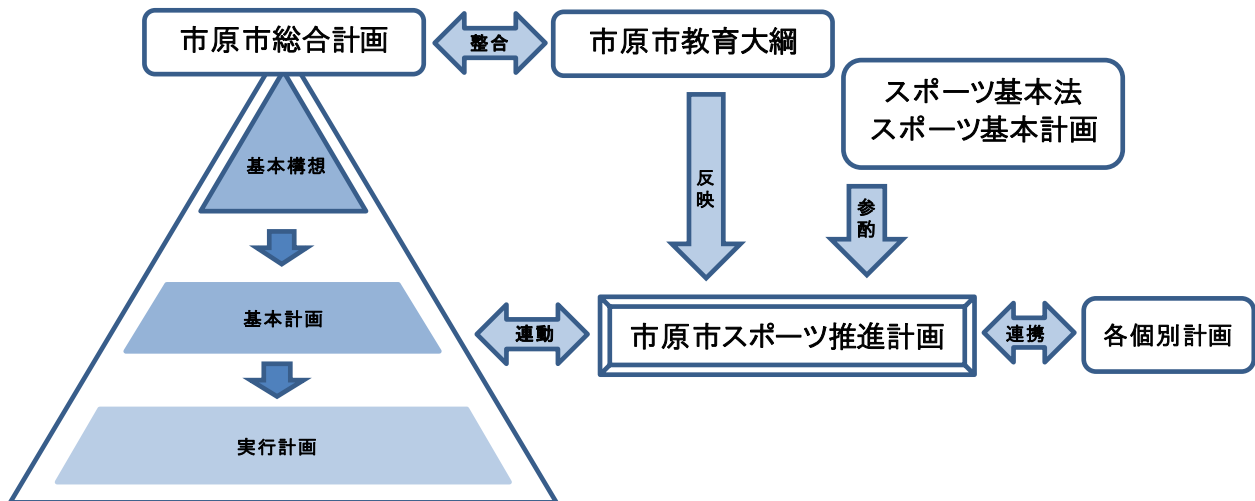 市原市総合計画
整合
市原市教育大綱
スポーツ基本法
スポーツ基本計画
基本構想
反映
参酌
基本計画
連動
市原市スポーツ推進計画
連携
各個別計画
実行計画